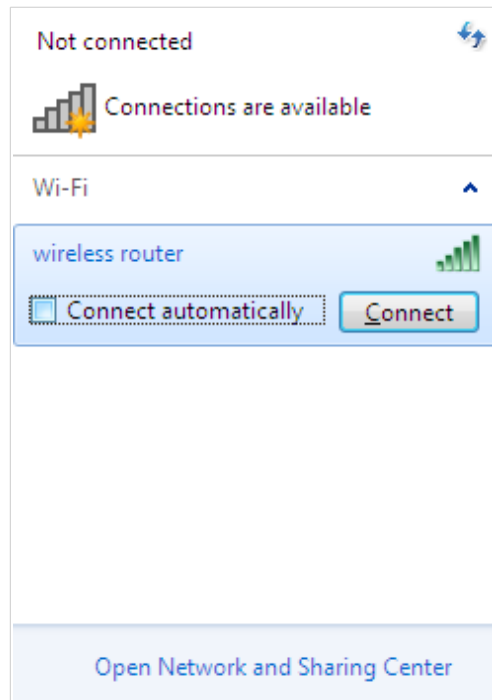 Not connected
Connections are available
Wi-Fi
wireless router
Connect automatically
Connect
Open Network and Sharing Center